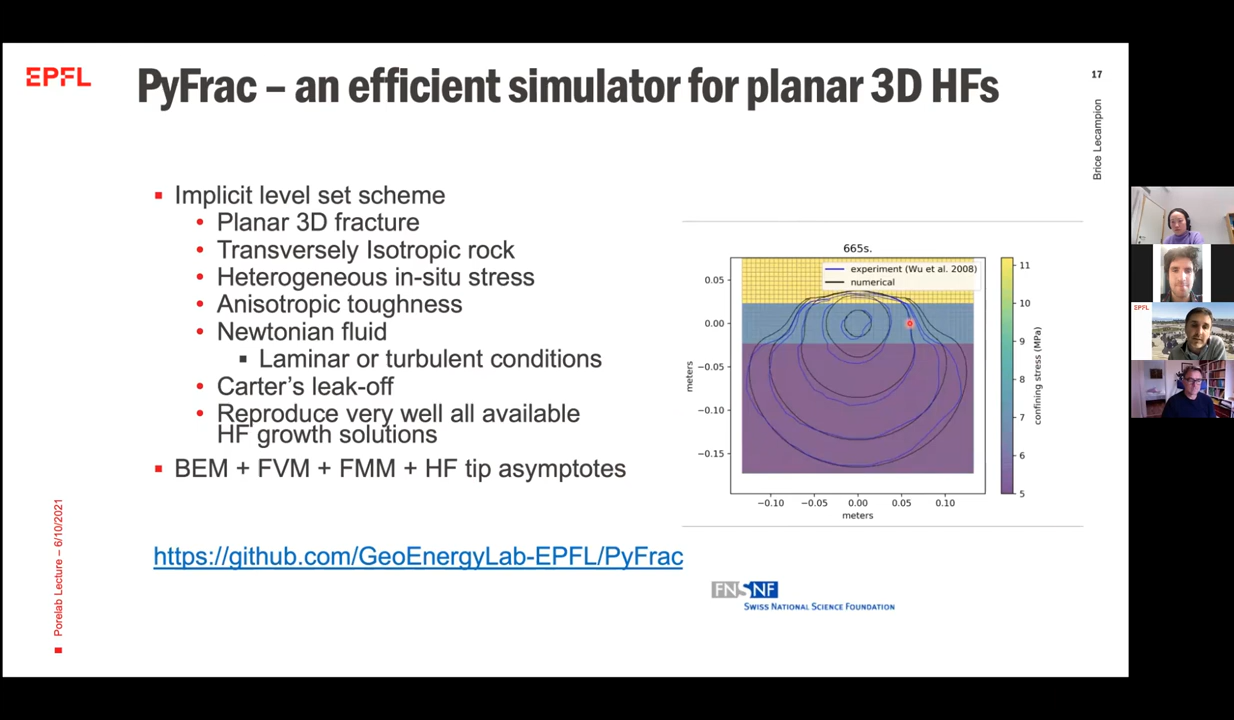 EPFL
PyFrac – an efficient simulator for planar 3D HFs
17
Brice Lecampion
Implicit level set scheme
Planar 3D fracture
Transversely Isotropic rock
Heterogeneous in-situ stress
Anisotropic toughness
Newtonian fluid
Laminar or turbulent conditions
Carter's leak-off
Reproduce very well all available
HF growth solutions
BEM + FVM + FMM + HF tip asymptotes
https://github.com/GeoEnergyLab-EPFL/PyFrac
665s.
experiment (Wu et al. 2008)
numerical
0.05
0.00
−0.05
−0.10
−0.15
meters
−0.10 −0.05 0.00 0.05 0.10
meters
11
10
9
8
7
6
5
confining stress (MPa)
FNSNF
SWISS NATIONAL SCIENCE FOUNDATION
Porelab Lecture – 6/10/2021
EPFL